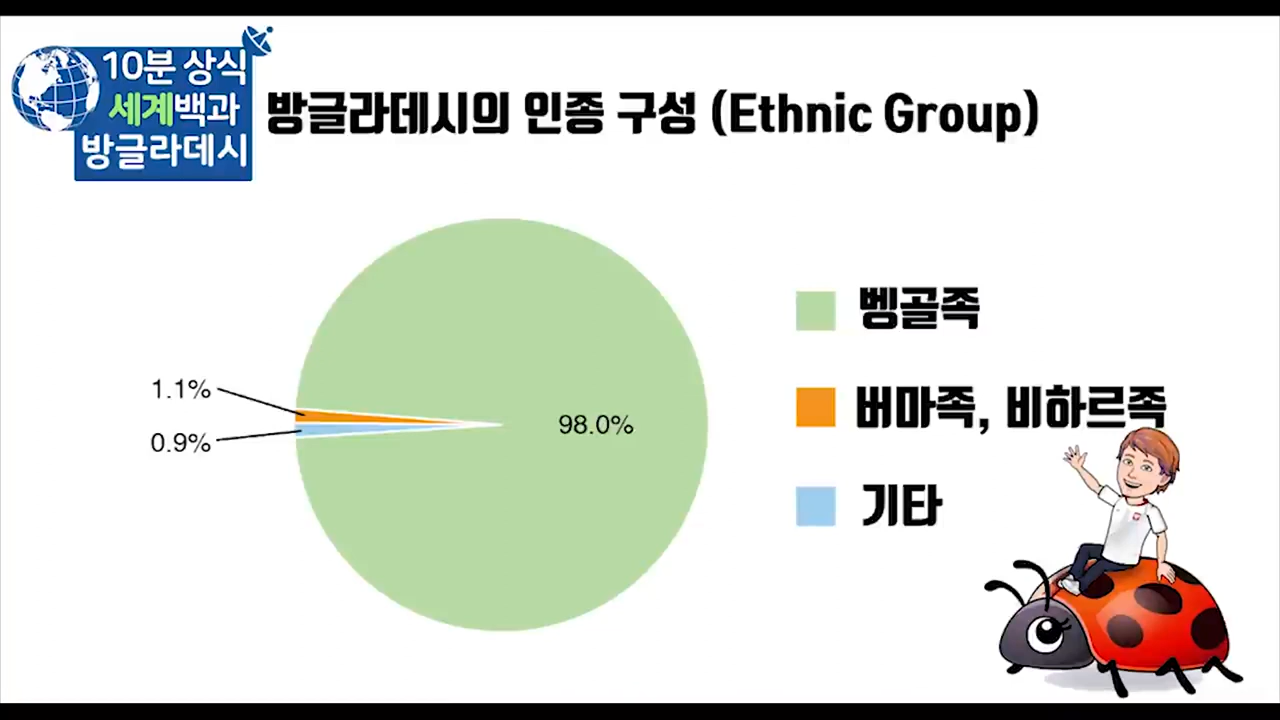 10분 상식
세계백과
방글라데시
방글라데시의 인종 구성 (Ethnic Group)
1.1%
0.9%
98.0%
벵골족
버마족, 비하르족
기타